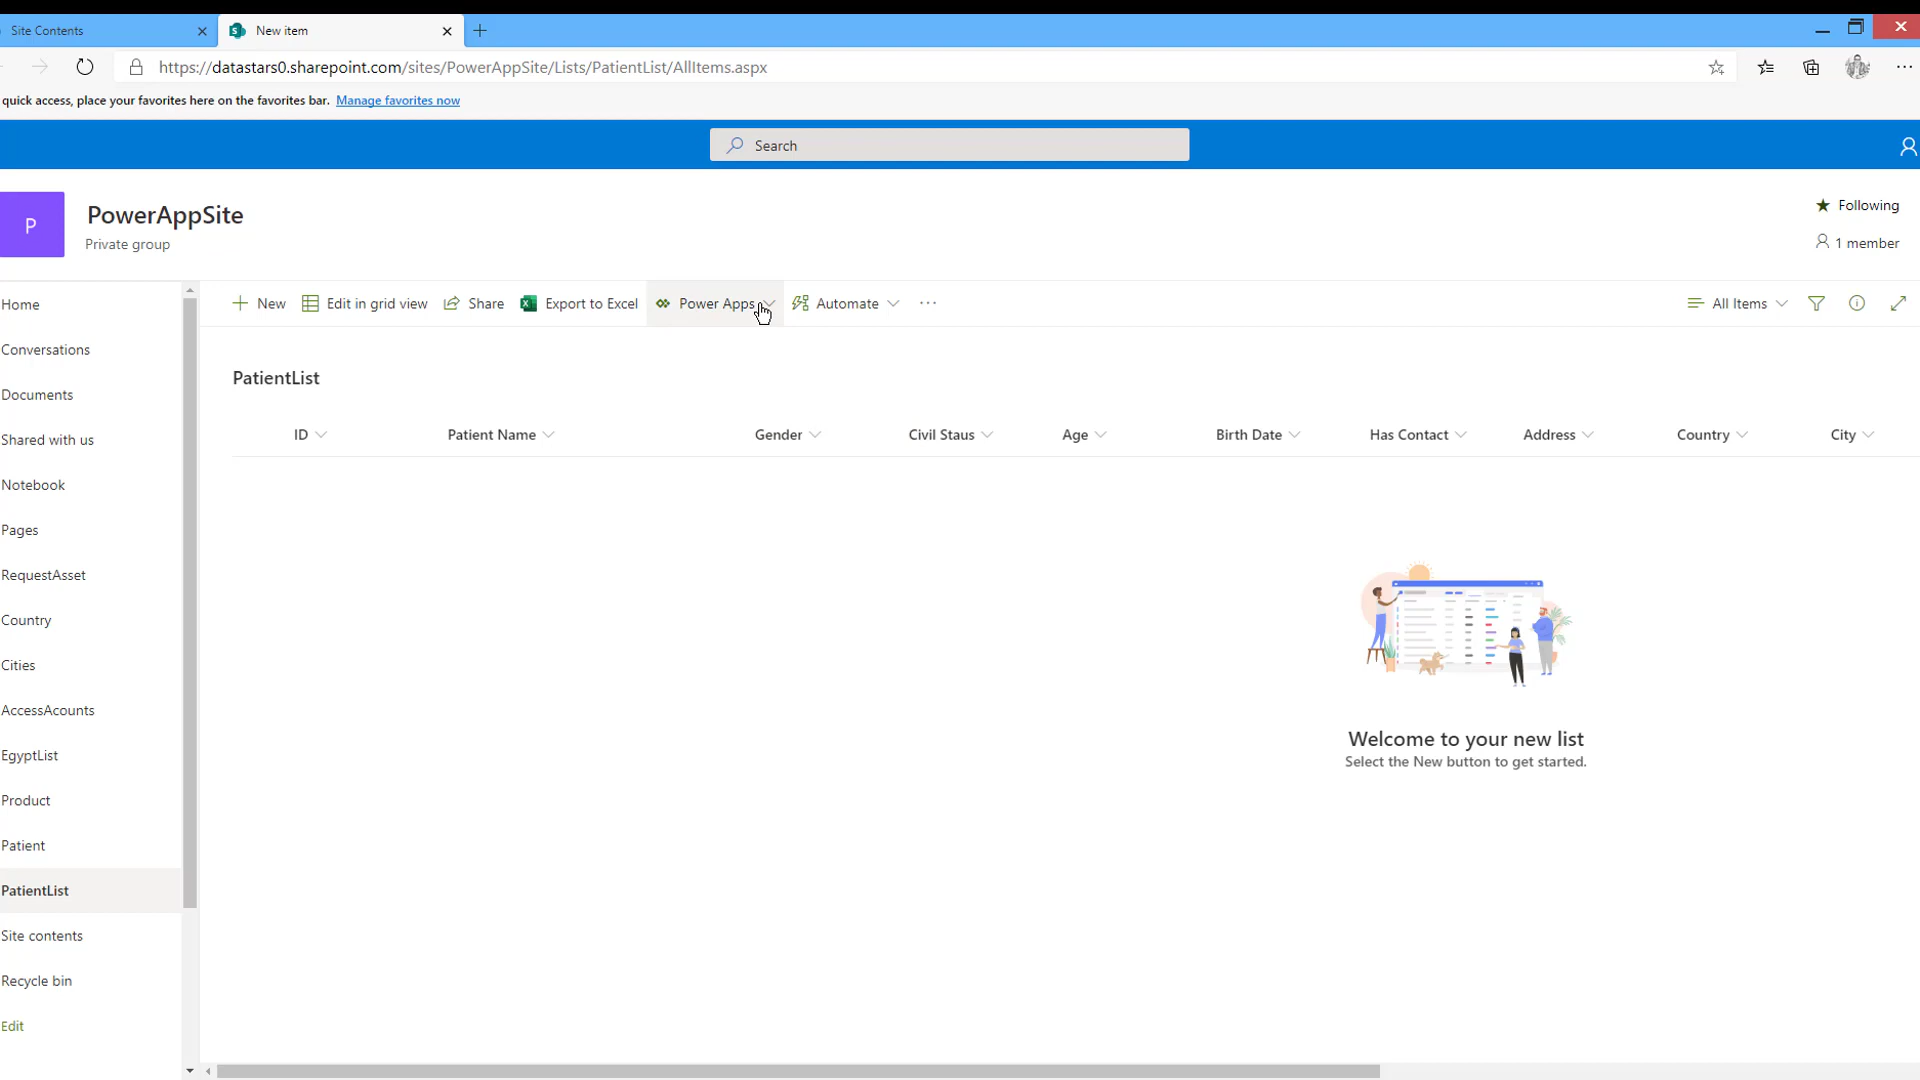 Site Contents
New item
https://datastars0.sharepoint.com/sites/PowerAppSite/Lists/PatientList/AllItems.aspx
quick access, place your favorites here on the favorites bar. Manage favorites now
Search
P
PowerAppSite
Private group
Following
1 member
Home
Conversations
Documents
Shared with us
Notebook
Pages
RequestAsset
Country
Cities
AccessAcounts
EgyptList
Product
Patient
PatientList
Site contents
Recycle bin
Edit
New Edit in grid view Share Export to Excel Power Apps Automate ··· All Items
PatientList
ID Patient Name Gender Civil Staus Age Birth Date Has Contact Address Country City
Welcome to your new list
Select the New button to get started.